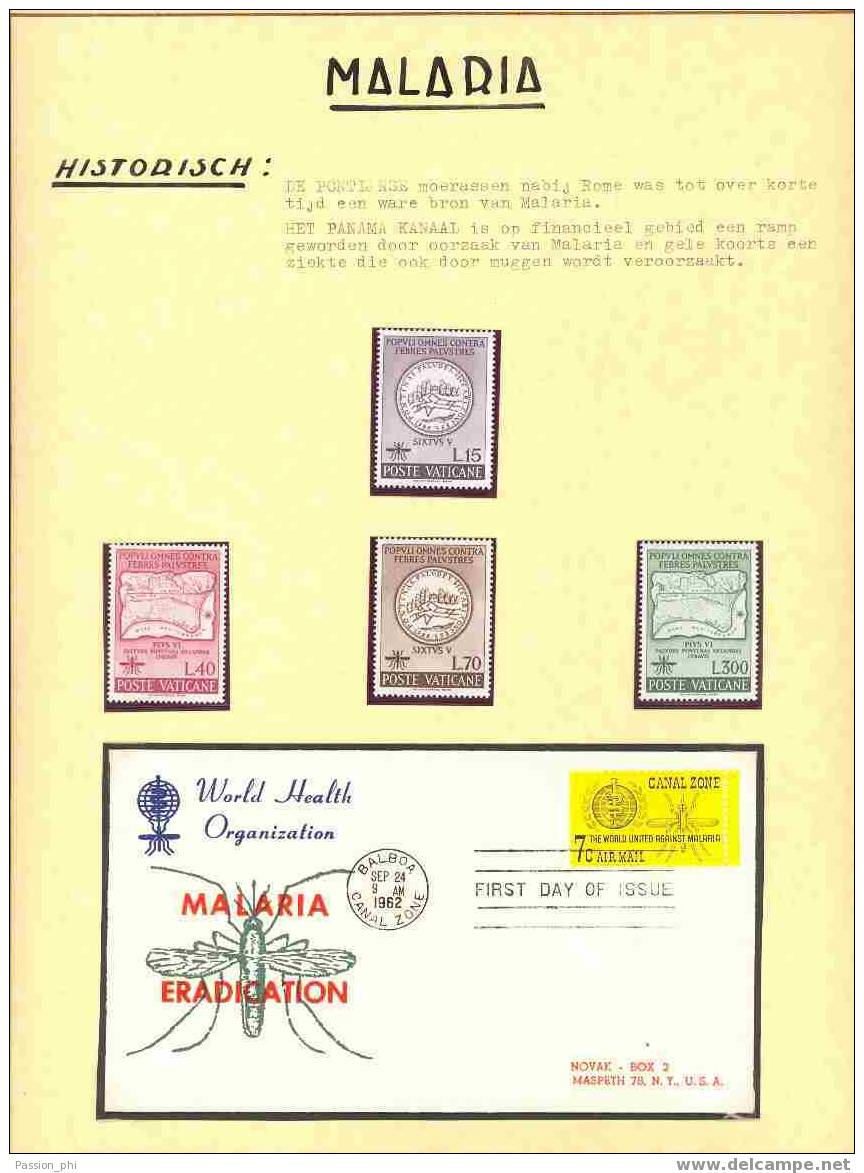 MALARIA
HISTORISCH:
DE PONTIJNSE moerassen nabij Rome was tot over korte
tijd een ware bron van Malaria.
HET PANAMA KANAAL is op financieel gebied een ramp
geworden door oorzaak van Malaria en gele koorts een
ziekte die ook door muggen wordt veroorzaakt.
POPVLI OMNES CONTRA
FEBRES PALVSTRES
SIXTVS V
L.15
POSTE VATICANE
POPVLI OMNES CONTRA
FEBRES PALVSTRES
PIVS VI
L.40
POSTE VATICANE
POPVLI OMNES CONTRA
FEBRES PALVSTRES
SIXTVS V
L.70
POSTE VATICANE
POPVLI OMNES CONTRA
FEBRES PALVSTRES
PIVS VI
L.300
POSTE VATICANE
World Health
Organization
CANAL ZONE
THE WORLD UNITED AGAINST MALARIA
7C AIR MAIL
BALBOA
SEP 24
9 AM
1962
CANAL ZONE
FIRST DAY OF ISSUE
MALARIA
ERADICATION
NOVAK - BOX 2
MASPETH 78, N.Y., U.S.A.
Passion_phi
delcampe.net